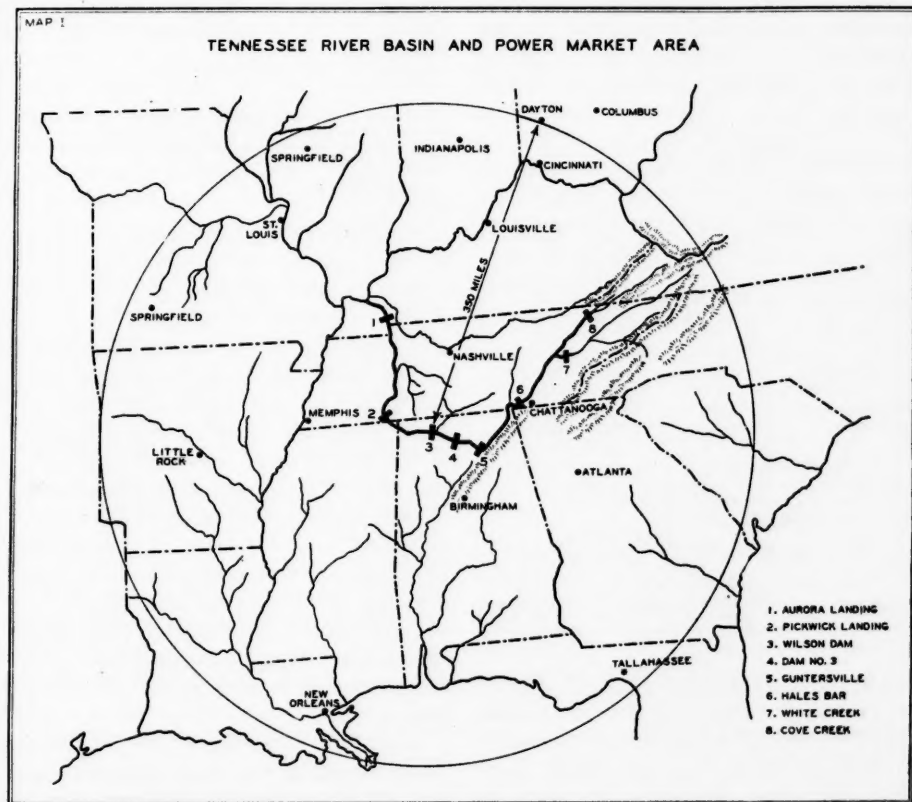 MAP I
TENNESSEE RIVER BASIN AND POWER MARKET AREA
DAYTON
COLUMBUS
SPRINGFIELD
INDIANAPOLIS
CINCINNATI
ST.
LOUIS
LOUISVILLE
350 MILES
SPRINGFIELD
1
8
NASHVILLE
7
6
CHATTANOOGA
MEMPHIS
2
3
4
5
LITTLE
ROCK
ATLANTA
BIRMINGHAM
TALLAHASSEE
NEW
ORLEANS
1. AURORA LANDING
2. PICKWICK LANDING
3. WILSON DAM
4. DAM NO. 3
5. GUNTERSVILLE
6. HALES BAR
7. WHITE CREEK
8. COVE CREEK